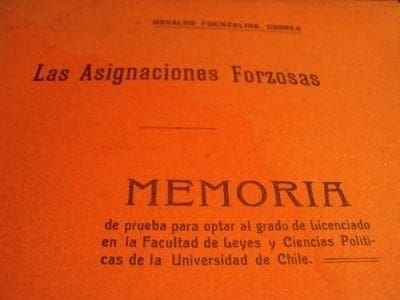 OSVALDO FUENZALIDA CORREA
Las Asignaciones Forzosas
MEMORIA
de prueba para optar al grado de Licenciado
en la Facultad de Leyes y Ciencias Políti-
cas de la Universidad de Chile.